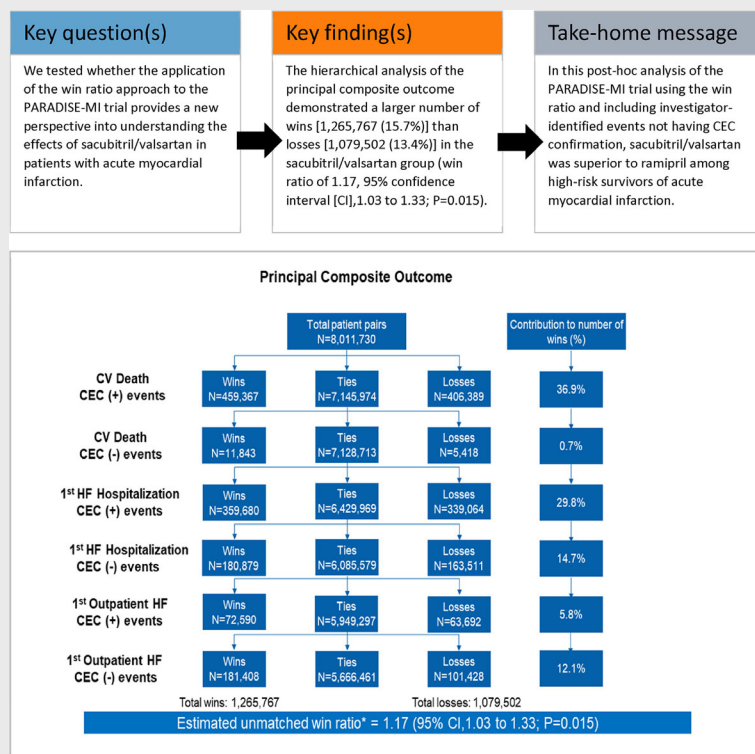 Key question(s)
We tested whether the application
of the win ratio approach to the
PARADISE-MI trial provides a new
perspective into understanding the
effects of sacubitril/valsartan in
patients with acute myocardial
infarction.
Key finding(s)
The hierarchical analysis of the
principal composite outcome
demonstrated a larger number of
wins [1,265,767 (15.7%)] than
losses [1,079,502 (13.4%)] in the
sacubitril/valsartan group (win
ratio of 1.17, 95% confidence
interval [CI],1.03 to 1.33; P=0.015).
Take-home message
In this post-hoc analysis of the
PARADISE-MI trial using the win
ratio and including investigator-
identified events not having CEC
confirmation, sacubitril/valsartan
was superior to ramipril among
high-risk survivors of acute
myocardial infarction.
Principal Composite Outcome
Total patient pairs
N=8,011,730
Contribution to number of
wins (%)
CV Death
CEC (+) events
Wins
N=459,367
Ties
N=7,145,974
Losses
N=406,389
36.9%
CV Death
CEC (-) events
Wins
N=11,843
Ties
N=7,128,713
Losses
N=5,418
0.7%
1st HF Hospitalization
CEC (+) events
Wins
N=359,680
Ties
N=6,429,969
Losses
N=339,064
29.8%
1st HF Hospitalization
CEC (-) events
Wins
N=180,879
Ties
N=6,085,579
Losses
N=163,511
14.7%
1st Outpatient HF
CEC (+) events
Wins
N=72,590
Ties
N=5,949,297
Losses
N=63,692
5.8%
1st Outpatient HF
CEC (-) events
Wins
N=181,408
Ties
N=5,666,461
Losses
N=101,428
12.1%
Total wins: 1,265,767
Total losses: 1,079,502
Estimated unmatched win ratio* = 1.17 (95% CI,1.03 to 1.33; P=0.015)